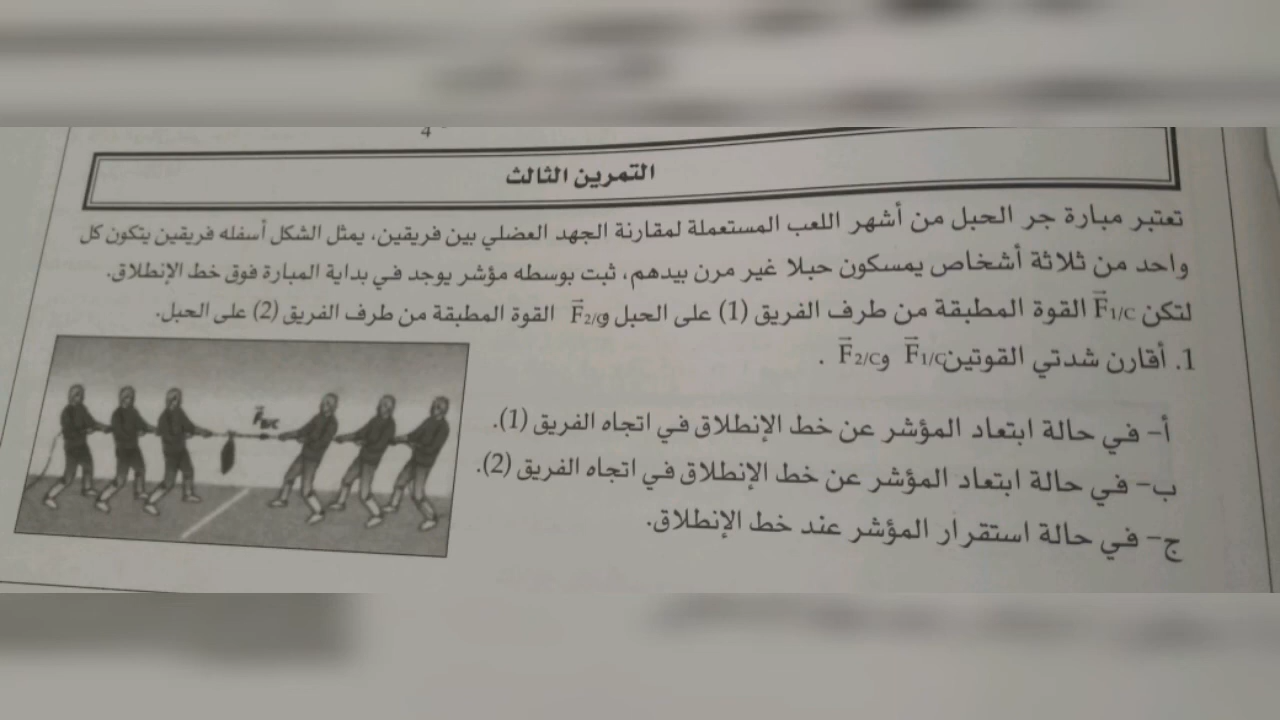 4
التمرين الثالث
تعتبر مبارة جر الحبل من أشهر اللعب المستعملة لمقارنة الجهد العضلي بين فريقين، يمثل الشكل أسفله فريقين يتكون كل
واحد من ثلاثة أشخاص يمسكون حبلا غير مرن بيدهم، ثبت بوسطه مؤشر يوجد في بداية المبارة فوق خط الإنطلاق.
لتكن F⃗1/C القوة المطبقة من طرف الفريق (1) على الحبل وF⃗2/C القوة المطبقة من طرف الفريق (2) على الحبل.
1. أقارن شدتي القوتين F⃗1/C وF⃗2/C .
أ- في حالة ابتعاد المؤشر عن خط الإنطلاق في اتجاه الفريق (1).
ب- في حالة ابتعاد المؤشر عن خط الإنطلاق في اتجاه الفريق (2).
ج- في حالة استقرار المؤشر عند خط الإنطلاق.